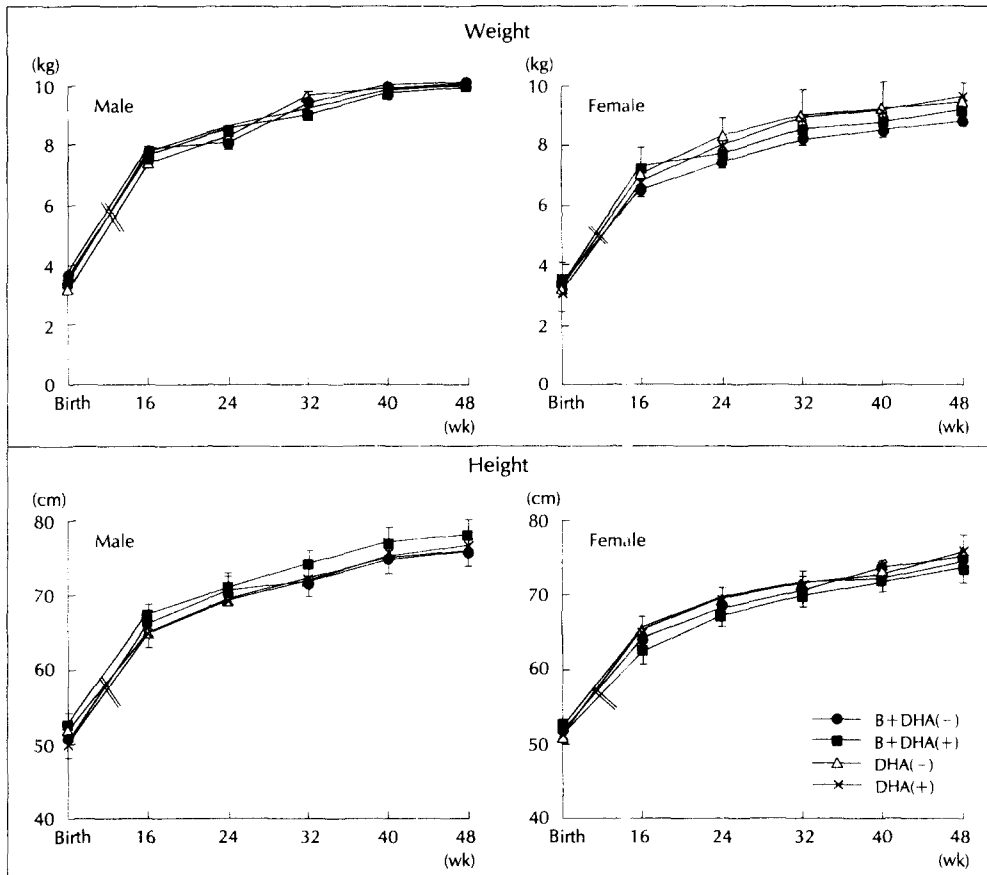 Weight
(kg)
Male
10
8
6
4
2
0
Birth 16 24 32 40 48
(wk)
(kg)
Female
10
8
6
4
2
0
Birth 16 24 32 40 48
(wk)
Height
(cm)
Male
80
70
60
50
40
Birth 16 24 32 40 48
(wk)
(cm)
Female
80
70
60
50
40
B+DHA(-)
B+DHA(+)
DHA(-)
DHA(+)
Birth 16 24 32 40 48
(wk)